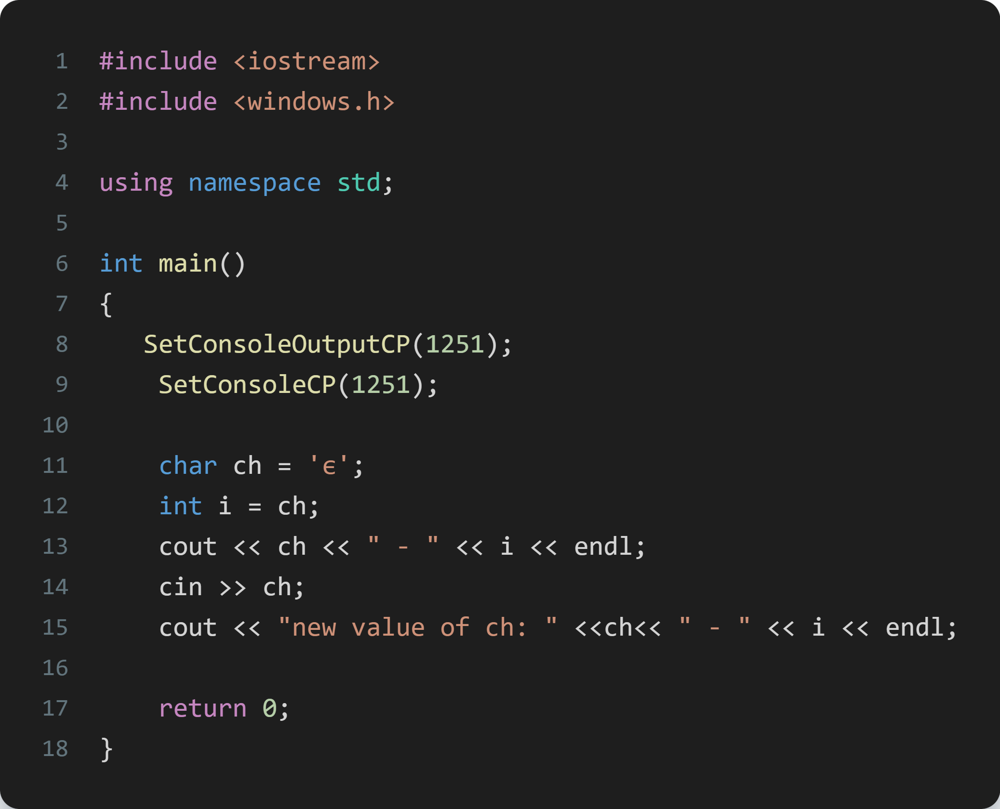 1 #include <iostream>
2 #include <windows.h>
3
4 using namespace std;
5
6 int main()
7 {
8    SetConsoleOutputCP(1251);
9     SetConsoleCP(1251);
10
11     char ch = 'є';
12     int i = ch;
13     cout << ch << " - " << i << endl;
14     cin >> ch;
15     cout << "new value of ch: " <<ch<< " - " << i << endl;
16
17     return 0;
18 }